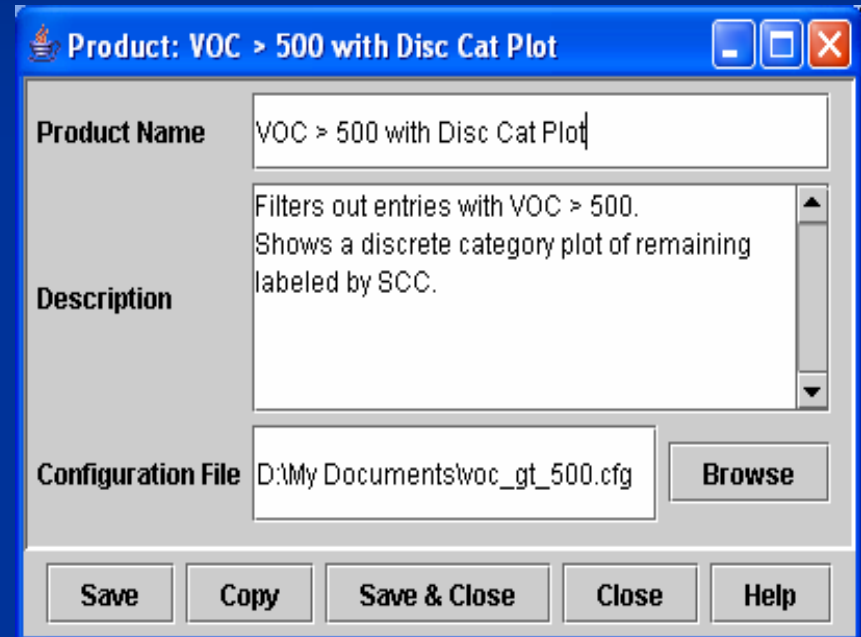 Product: VOC > 500 with Disc Cat Plot
Product Name
VOC > 500 with Disc Cat Plot
Description
Filters out entries with VOC > 500.
Shows a discrete category plot of remaining
labeled by SCC.
Configuration File
D:\My Documents\voc_gt_500.cfg
Browse
Save
Copy
Save & Close
Close
Help